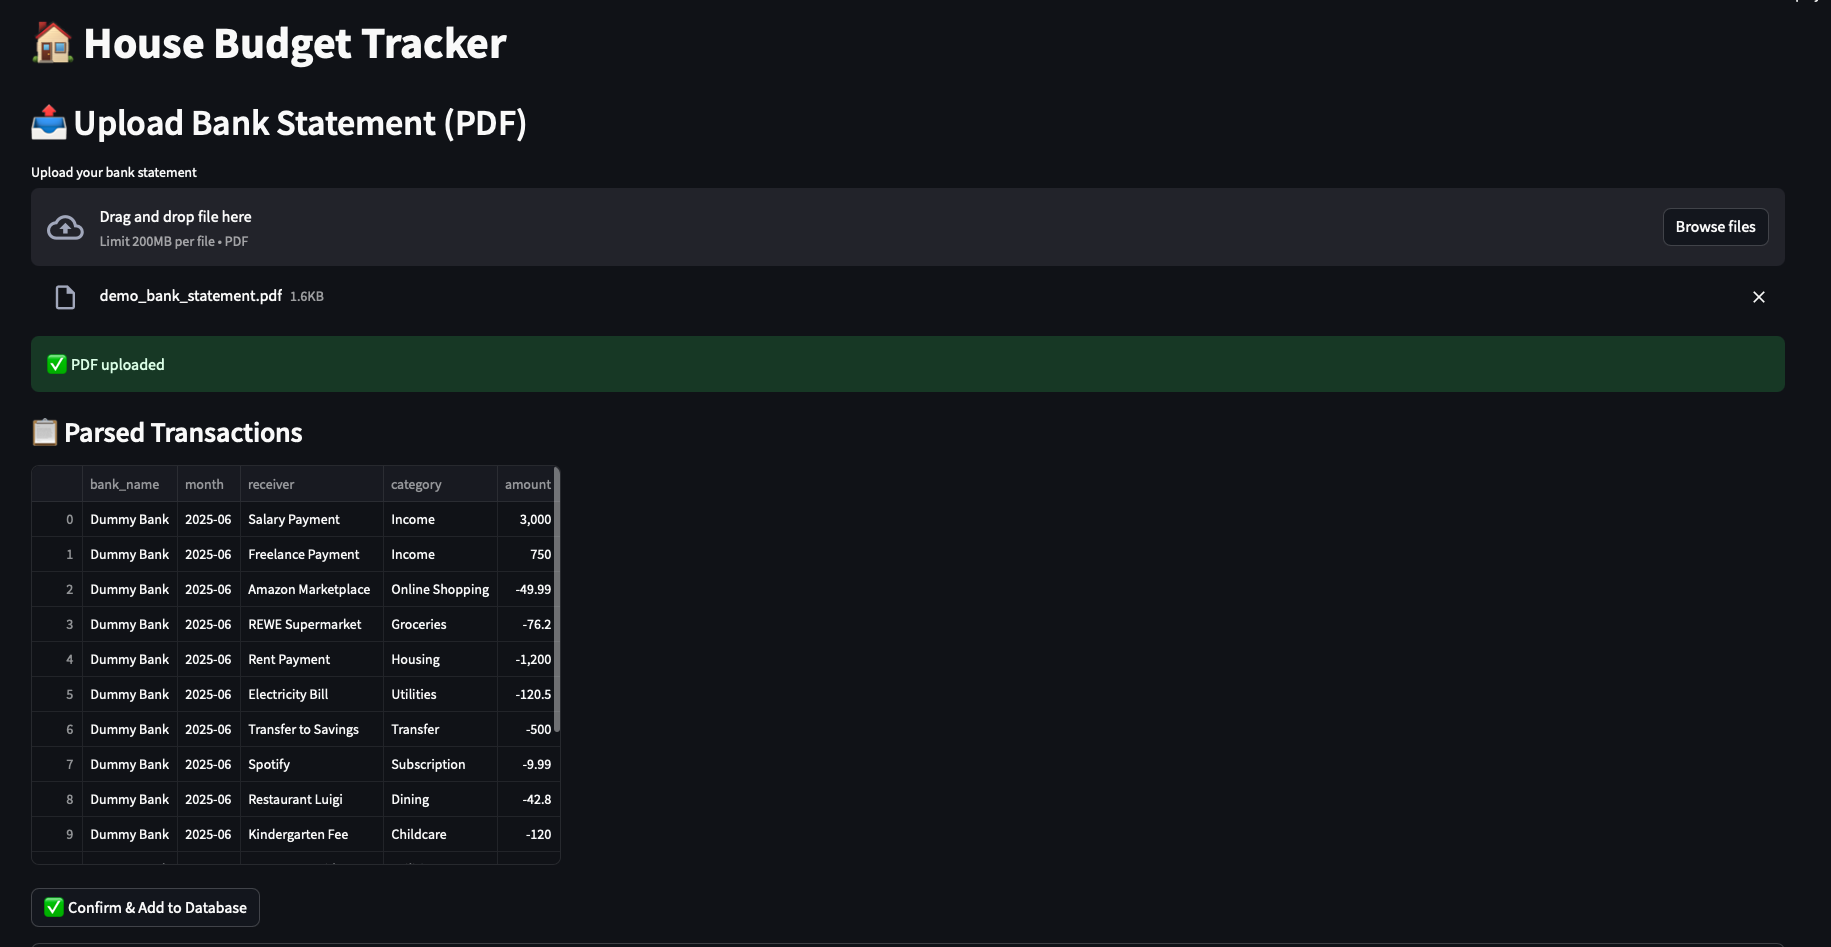 House Budget Tracker
Upload Bank Statement (PDF)
Upload your bank statement
Drag and drop file here
Limit 200MB per file • PDF
Browse files
demo_bank_statement.pdf 1.6KB
PDF uploaded
Parsed Transactions
bank_name month receiver category amount
0 Dummy Bank 2025-06 Salary Payment Income 3,000
1 Dummy Bank 2025-06 Freelance Payment Income 750
2 Dummy Bank 2025-06 Amazon Marketplace Online Shopping -49.99
3 Dummy Bank 2025-06 REWE Supermarket Groceries -76.2
4 Dummy Bank 2025-06 Rent Payment Housing -1,200
5 Dummy Bank 2025-06 Electricity Bill Utilities -120.5
6 Dummy Bank 2025-06 Transfer to Savings Transfer -500
7 Dummy Bank 2025-06 Spotify Subscription -9.99
8 Dummy Bank 2025-06 Restaurant Luigi Dining -42.8
9 Dummy Bank 2025-06 Kindergarten Fee Childcare -120
Confirm & Add to Database